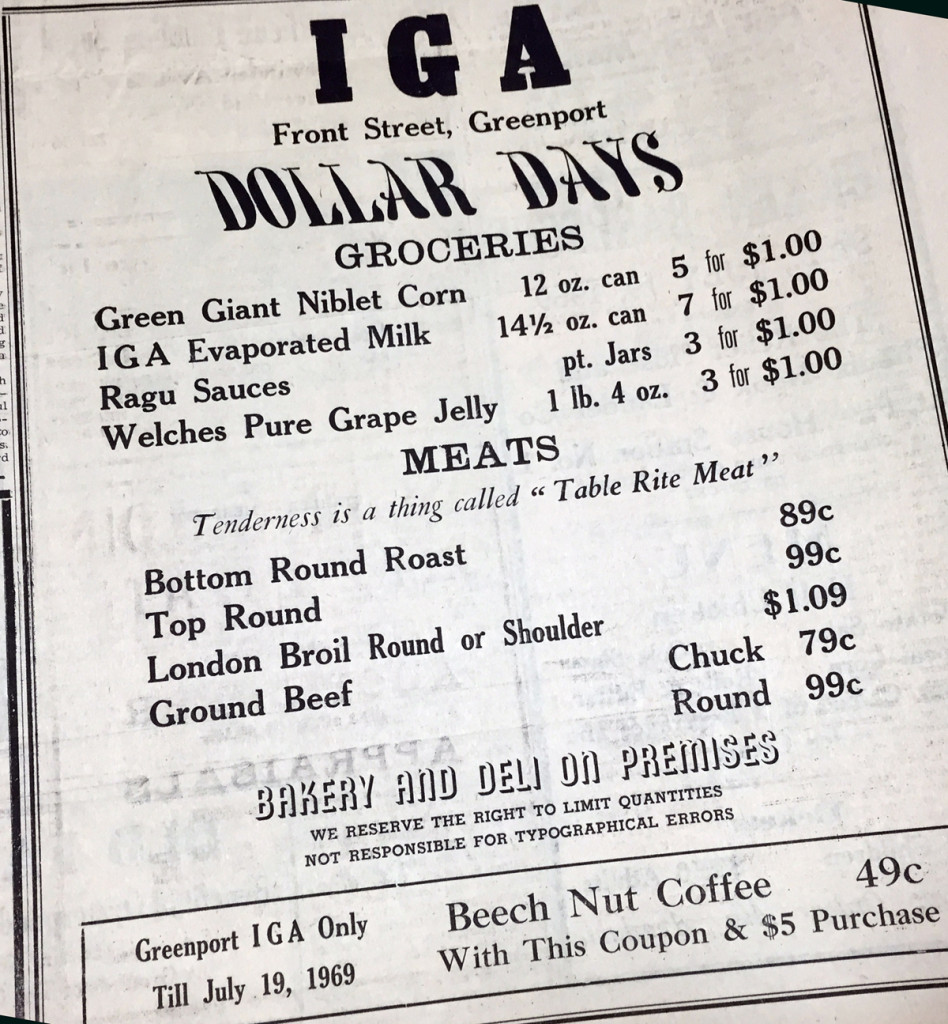 IGA
Front Street, Greenport
DOLLAR DAYS
GROCERIES
Green Giant Niblet Corn 12 oz. can 5 for $1.00
IGA Evaporated Milk 14½ oz. can 7 for $1.00
Ragu Sauces pt. Jars 3 for $1.00
Welches Pure Grape Jelly 1 lb. 4 oz. 3 for $1.00
MEATS
Tenderness is a thing called “Table Rite Meat”
Bottom Round Roast 89c
Top Round 99c
London Broil Round or Shoulder $1.09
Ground Beef Chuck 79c
Round 99c
BAKERY AND DELI ON PREMISES
WE RESERVE THE RIGHT TO LIMIT QUANTITIES
NOT RESPONSIBLE FOR TYPOGRAPHICAL ERRORS
Greenport IGA Only
Till July 19, 1969
Beech Nut Coffee 49c
With This Coupon & $5 Purchase